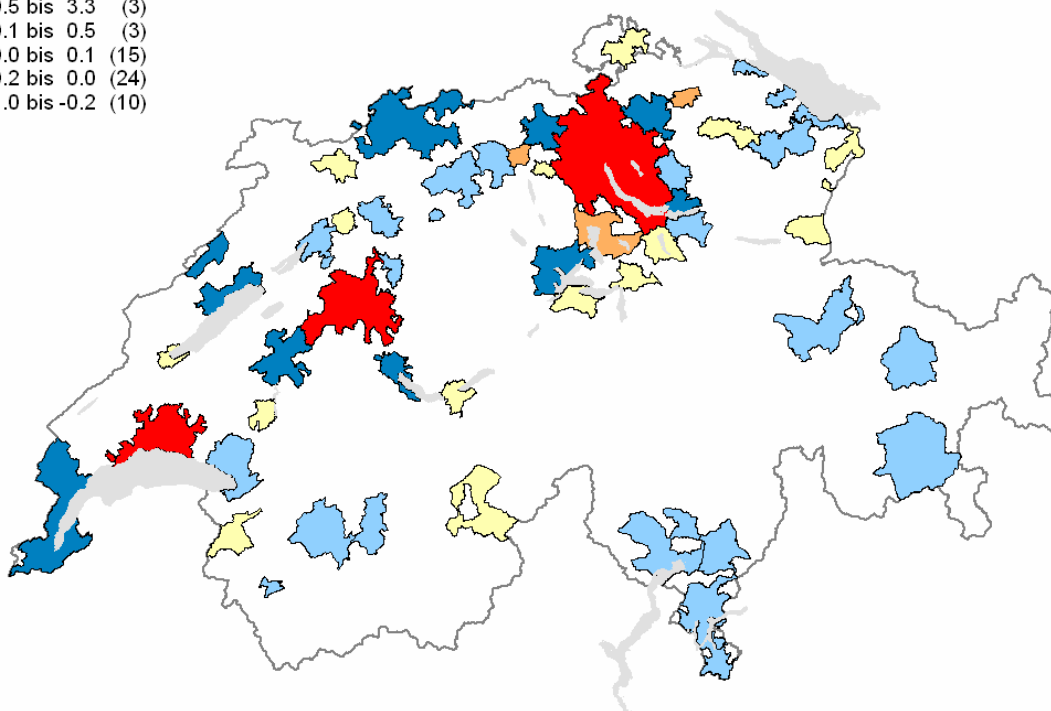 .5 bis 3.3 (3)
.1 bis 0.5 (3)
.0 bis 0.1 (15)
.2 bis 0.0 (24)
.0 bis -0.2 (10)